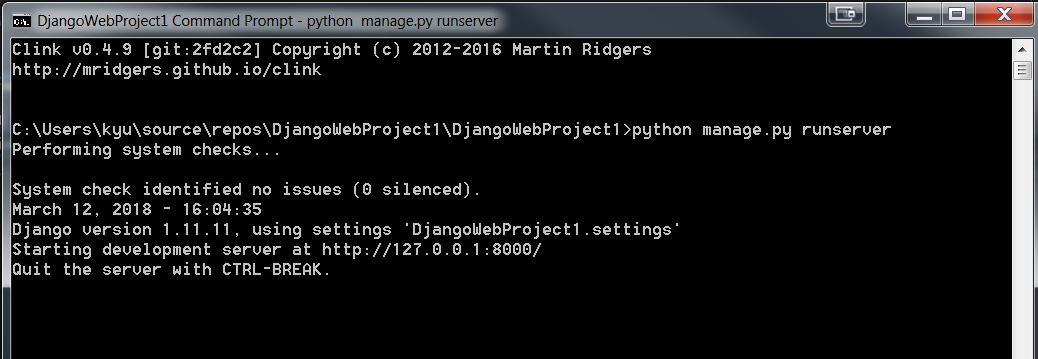 DjangoWebProject1 Command Prompt - python  manage.py runserver
Clink v0.4.9 [git:2fd2c2] Copyright (c) 2012-2016 Martin Ridgers
http://mridgers.github.io/clink
C:\Users\kyu\source\repos\DjangoWebProject1\DjangoWebProject1>python manage.py runserver
Performing system checks...
System check identified no issues (0 silenced).
March 12, 2018 - 16:04:35
Django version 1.11.11, using settings 'DjangoWebProject1.settings'
Starting development server at http://127.0.0.1:8000/
Quit the server with CTRL-BREAK.